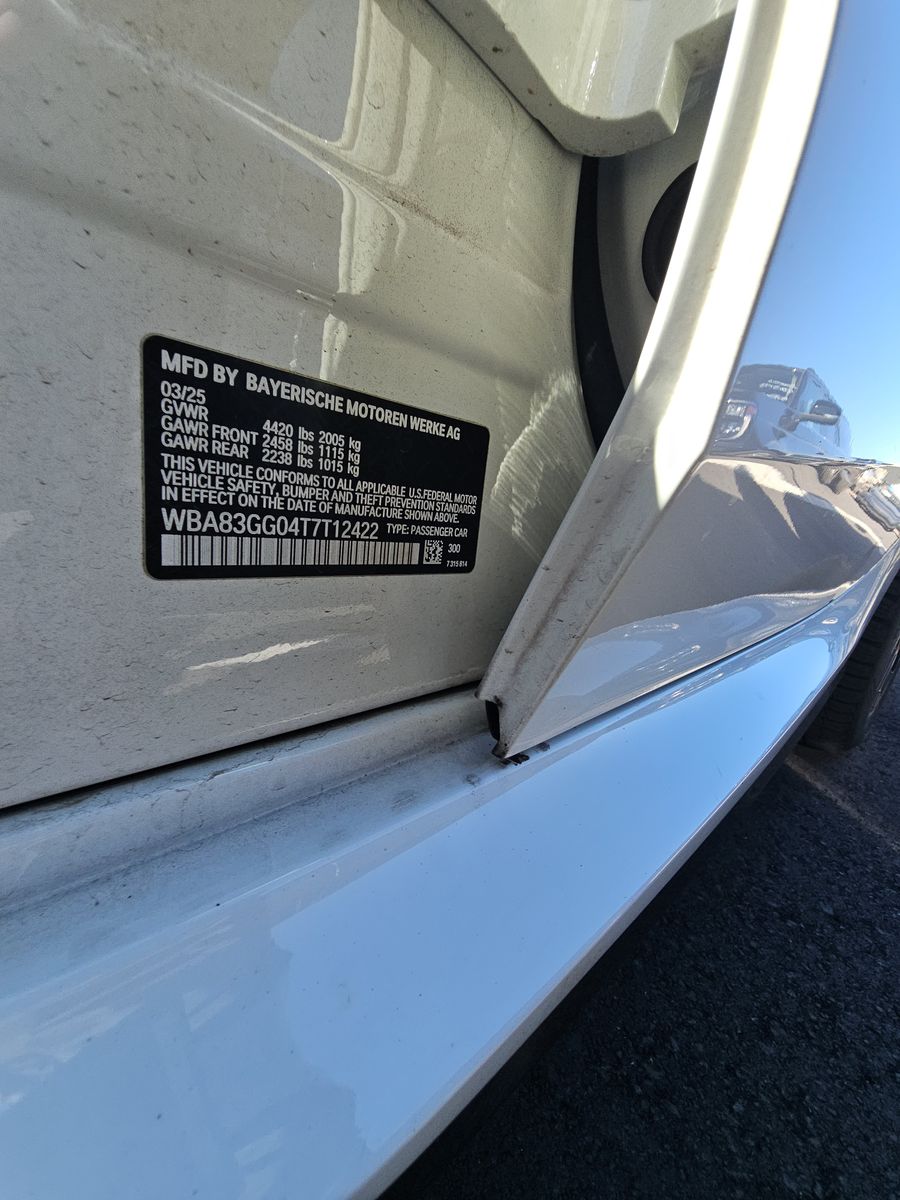 MFD BY BAYERISCHE MOTOREN WERKE AG
03/25
GVWR 4420 lbs 2005 kg
GAWR FRONT 2458 lbs 1115 kg
GAWR REAR 2238 lbs 1015 kg
THIS VEHICLE CONFORMS TO ALL APPLICABLE U.S.FEDERAL MOTOR
VEHICLE SAFETY, BUMPER AND THEFT PREVENTION STANDARDS
IN EFFECT ON THE DATE OF MANUFACTURE SHOWN ABOVE.
WBA83GG04T7T12422 TYPE: PASSENGER CAR
300
7 315 814